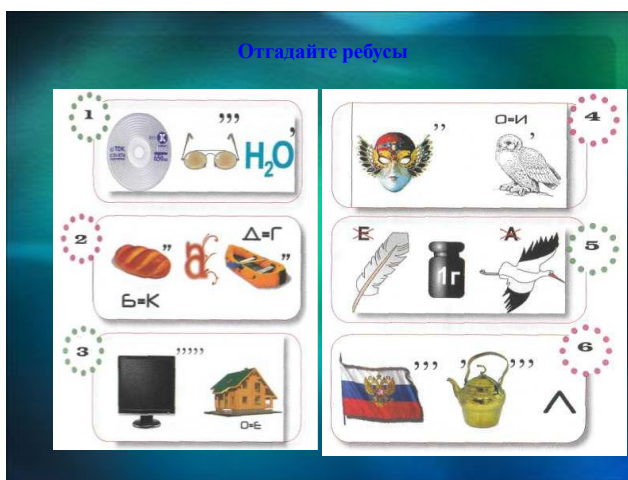 Отгадайте ребусы
1
,,,
,
H₂O
4
,,
О=И
,
2
,,
а
Д=Г
,,
Б=К
5
Е
1г
А
3
,,,,,
О=Е
6
,,,
,
,,,
Л